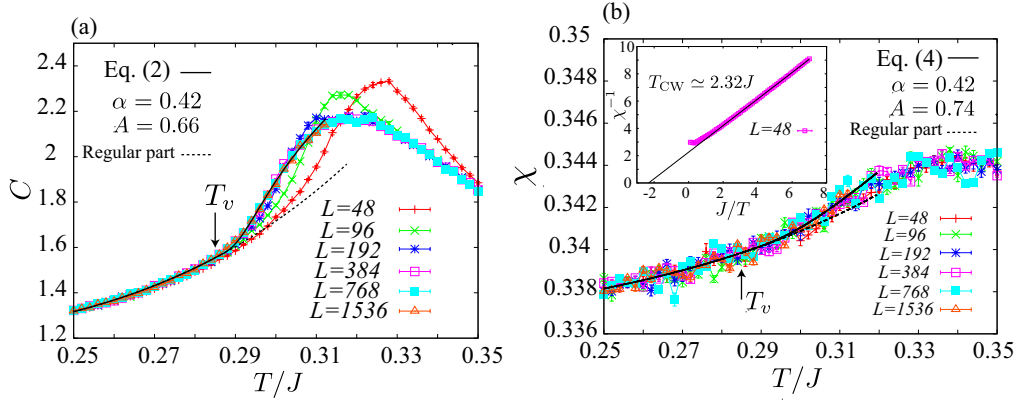 (a)
2.4
2.2
2
1.8
1.6
1.4
1.2
C
Eq. (2)
α = 0.42
A = 0.66
Regular part
T_v
L=48
L=96
L=192
L=384
L=768
L=1536
0.25
0.27
0.29
0.31
0.33
0.35
T/J
(b)
0.35
0.348
0.346
0.344
0.342
0.34
0.338
0.336
χ
10
8
6
4
2
0
χ⁻¹
T_CW ≃ 2.32J
L=48
-2
0
2
4
6
8
J/T
Eq. (4)
α = 0.42
A = 0.74
Regular part
T_v
L=48
L=96
L=192
L=384
L=768
L=1536
0.25
0.27
0.29
0.31
0.33
0.35
T/J